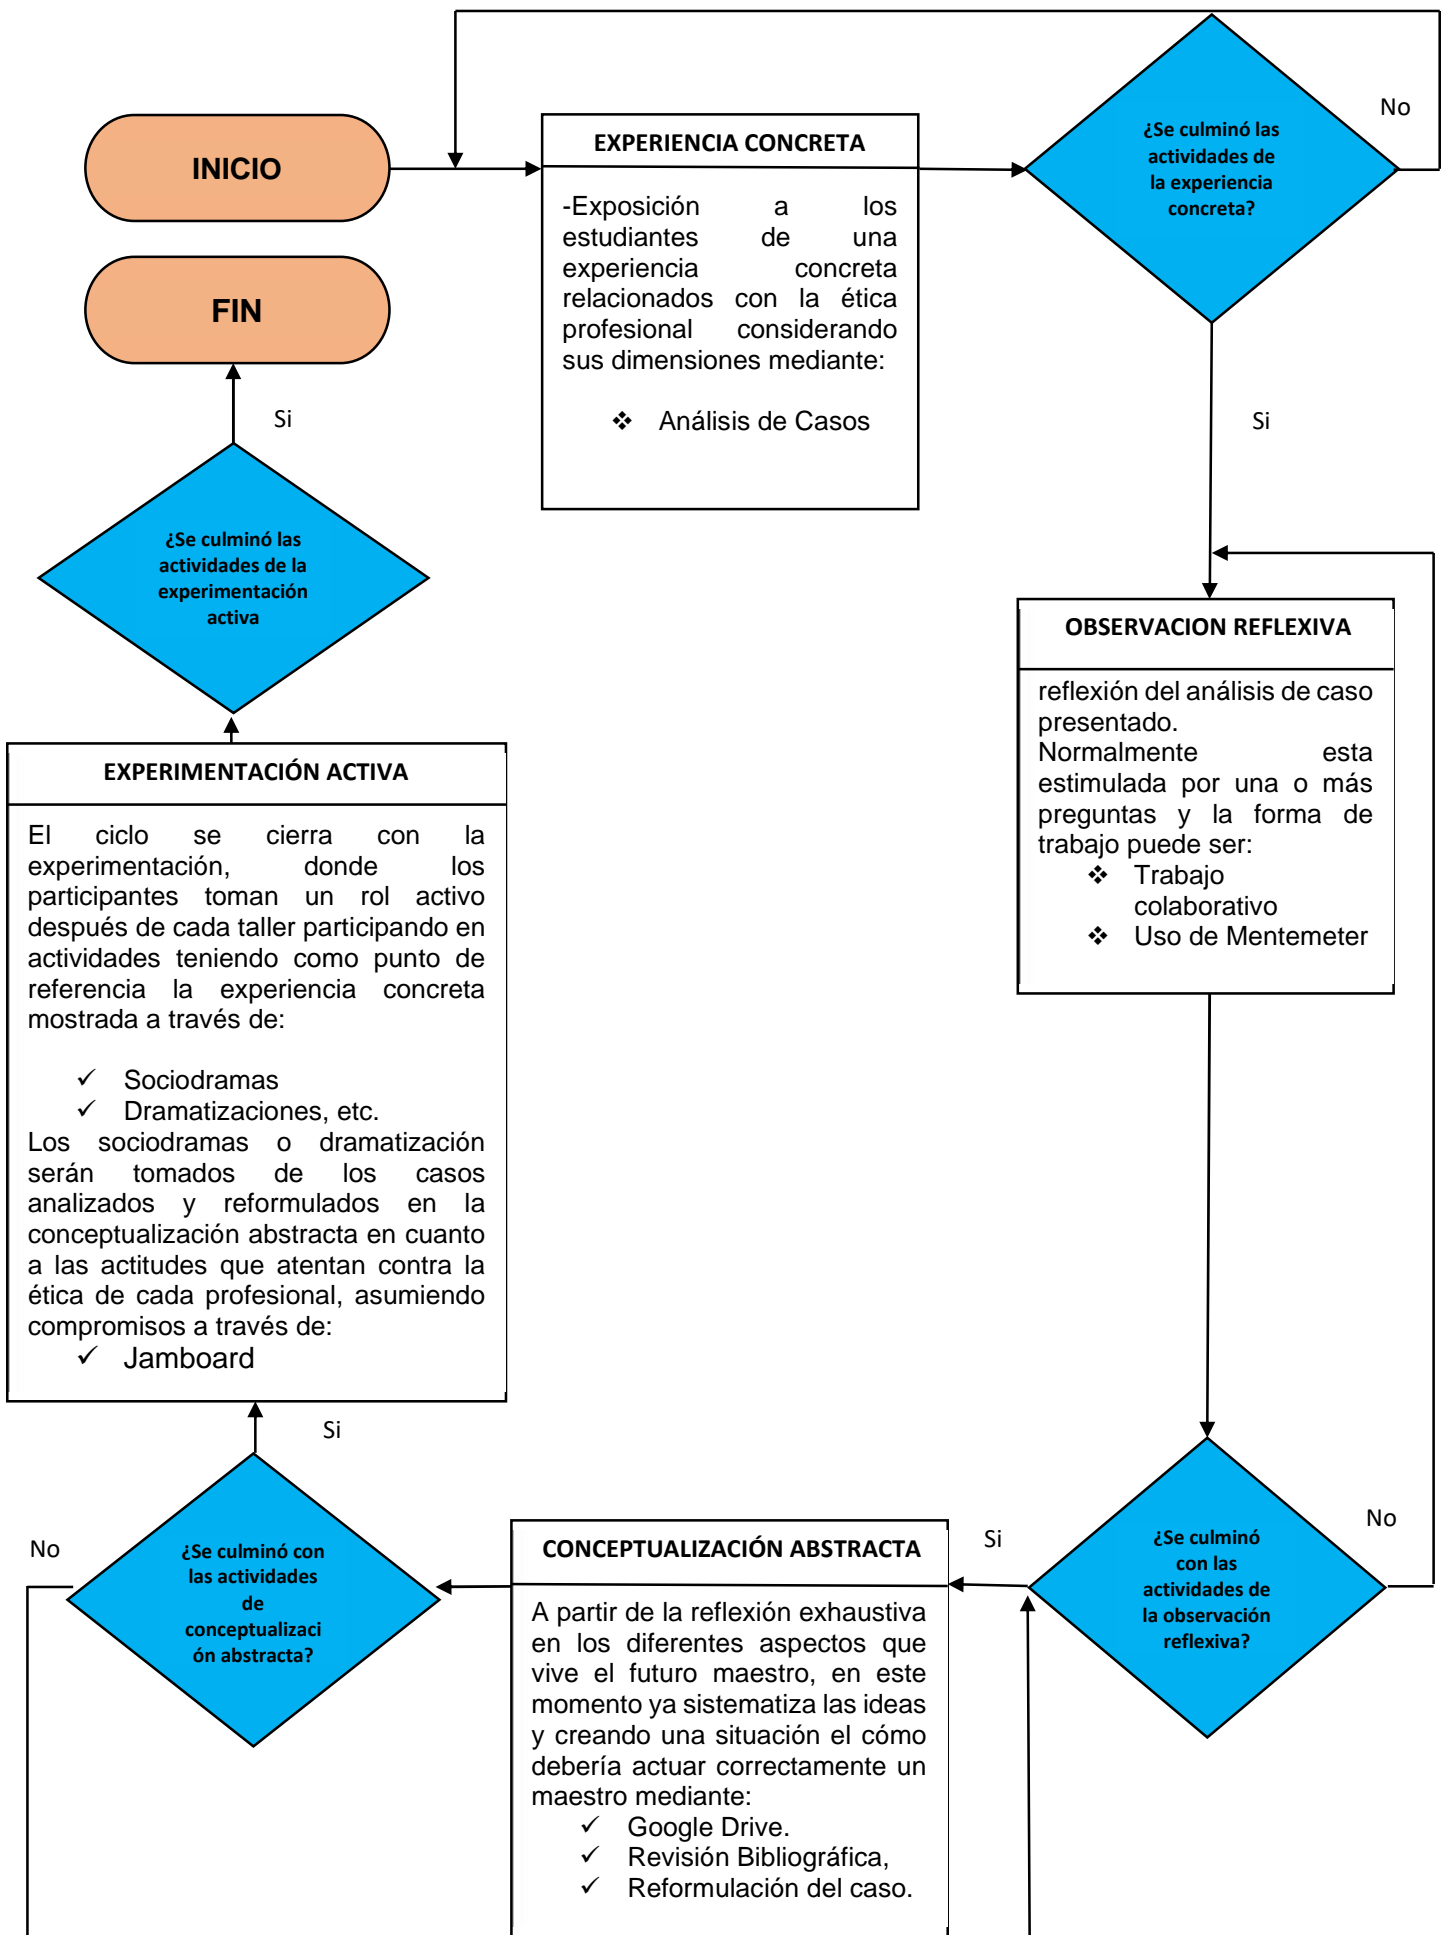 INICIO
FIN
EXPERIENCIA CONCRETA
-Exposición a los
estudiantes de una
experiencia concreta
relacionados con la ética
profesional considerando
sus dimensiones mediante:
❖ Análisis de Casos
¿Se culminó las
actividades de
la experiencia
concreta?
No
Si
OBSERVACION REFLEXIVA
reflexión del análisis de caso
presentado.
Normalmente esta
estimulada por una o más
preguntas y la forma de
trabajo puede ser:
❖ Trabajo
colaborativo
❖ Uso de Mentemeter
¿Se culminó
con las
actividades de
la observación
reflexiva?
No
Si
CONCEPTUALIZACIÓN ABSTRACTA
A partir de la reflexión exhaustiva
en los diferentes aspectos que
vive el futuro maestro, en este
momento ya sistematiza las ideas
y creando una situación el cómo
debería actuar correctamente un
maestro mediante:
✓ Google Drive.
✓ Revisión Bibliográfica,
✓ Reformulación del caso.
¿Se culminó con
las actividades
de
conceptualizaci
ón abstracta?
No
Si
EXPERIMENTACIÓN ACTIVA
El ciclo se cierra con la
experimentación, donde los
participantes toman un rol activo
después de cada taller participando en
actividades teniendo como punto de
referencia la experiencia concreta
mostrada a través de:
✓ Sociodramas
✓ Dramatizaciones, etc.
Los sociodramas o dramatización
serán tomados de los casos
analizados y reformulados en la
conceptualización abstracta en cuanto
a las actitudes que atentan contra la
ética de cada profesional, asumiendo
compromisos a través de:
✓ Jamboard
¿Se culminó las
actividades de la
experimentación
activa
Si